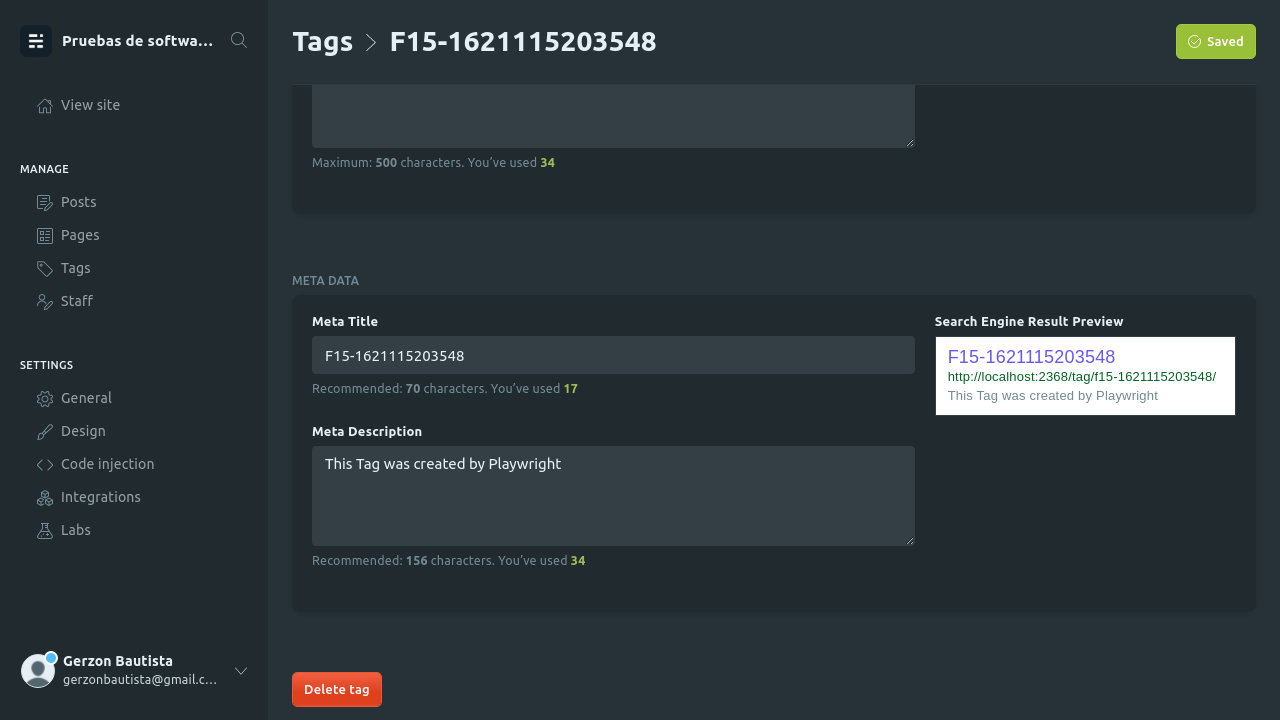 Pruebas de softwa...
View site
MANAGE
Posts
Pages
Tags
Staff
SETTINGS
General
Design
Code injection
Integrations
Labs
Gerzon Bautista
gerzonbautista@gmail.c...
Tags > F15-1621115203548
Saved
Maximum: 500 characters. You’ve used 34
META DATA
Meta Title
F15-1621115203548
Recommended: 70 characters. You’ve used 17
Meta Description
This Tag was created by Playwright
Recommended: 156 characters. You’ve used 34
Search Engine Result Preview
F15-1621115203548
http://localhost:2368/tag/f15-1621115203548/
This Tag was created by Playwright
Delete tag